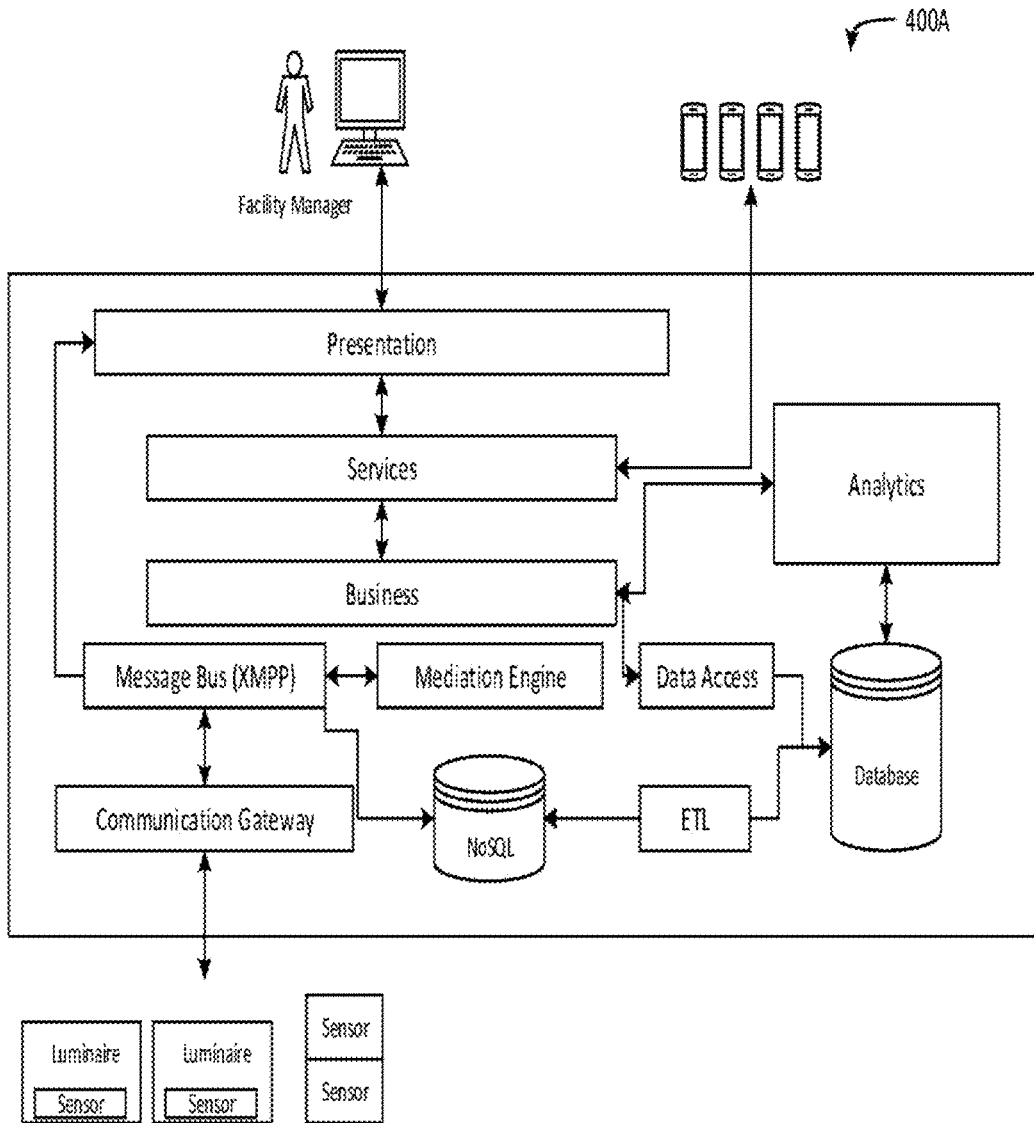 400A
Facility Manager
Presentation
Services
Analytics
Business
Message Bus (XMPP)
Mediation Engine
Data Access
Database
Communication Gateway
NoSQL
ETL
Sensor
Luminaire
Luminaire
Sensor
Sensor
Sensor